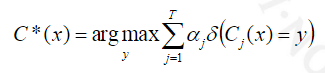 C*(x) = arg max_y ∑_{j=1}^{T} α_j δ(C_j(x) = y)